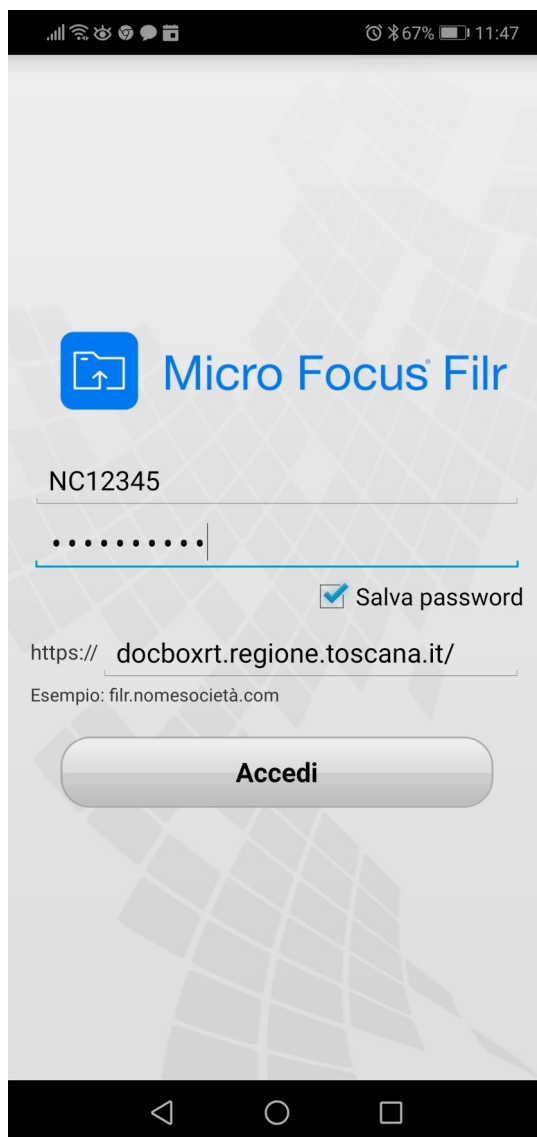 67% 11:47
Micro Focus® Filr
NC12345
••••••••••
Salva password
https:// docboxrt.regione.toscana.it/
Esempio: filr.nomesocietà.com
Accedi